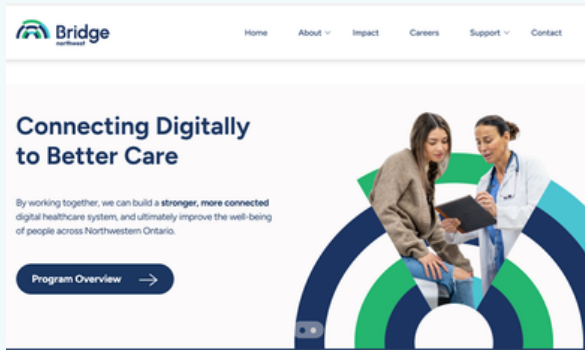 Bridge
northwest
Home About Impact Careers Support Contact
Connecting Digitally
to Better Care
By working together, we can build a stronger, more connected
digital healthcare system, and ultimately improve the well-being
of people across Northwestern Ontario.
Program Overview